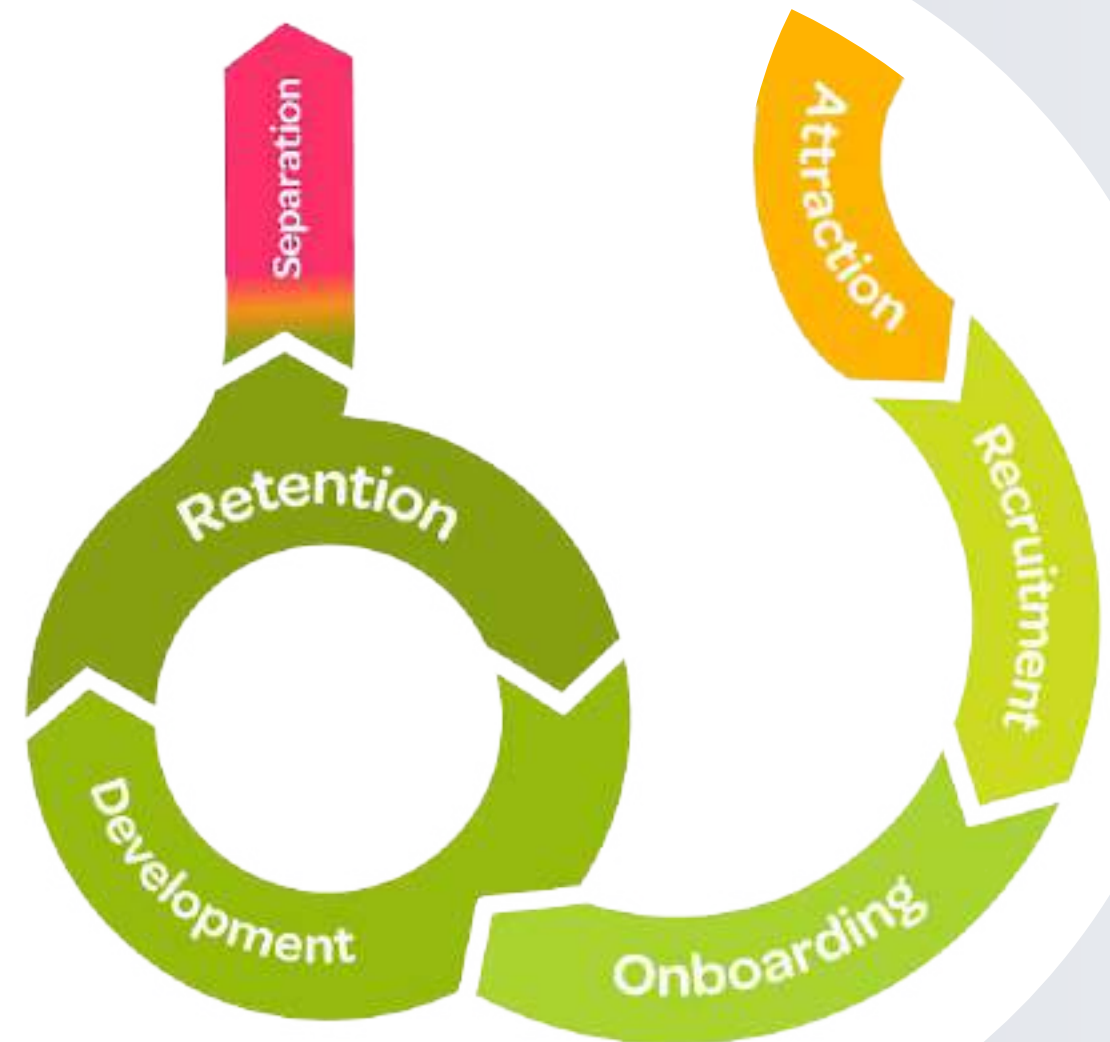 Attraction
Recruitment
Onboarding
Development
Retention
Separation